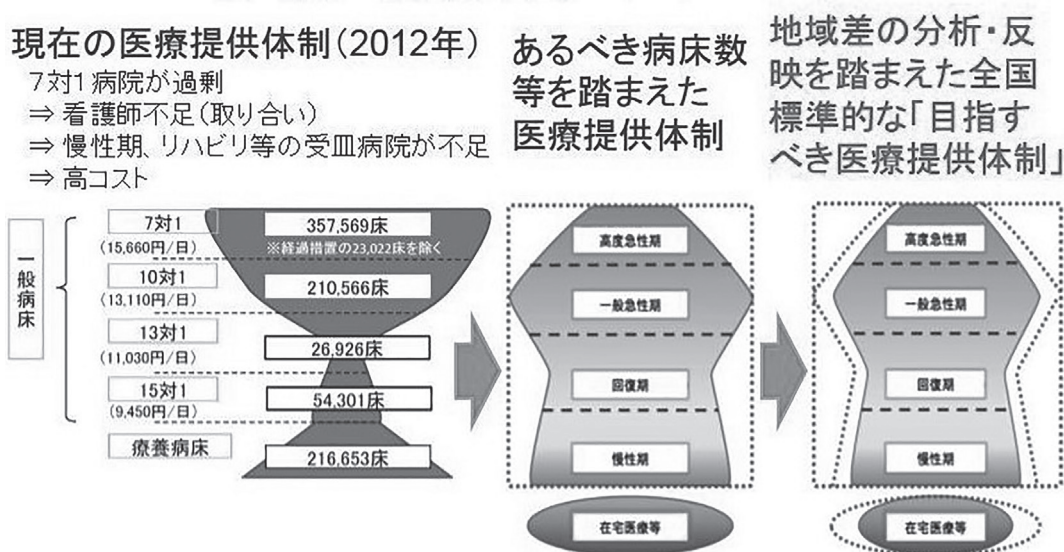 現在の医療提供体制(2012年)
7対1病院が過剰
⇒ 看護師不足(取り合い)
⇒ 慢性期、リハビリ等の受皿病院が不足
⇒ 高コスト
一般病床
7対1
(15,660円/日)
10対1
(13,110円/日)
13対1
(11,030円/日)
15対1
(9,450円/日)
療養病床
357,569床
※経過措置の23,022床を除く
210,566床
26,926床
54,301床
216,653床
あるべき病床数
等を踏まえた
医療提供体制
高度急性期
一般急性期
回復期
慢性期
在宅医療等
地域差の分析・反
映を踏まえた全国
標準的な「目指す
べき医療提供体制」
高度急性期
一般急性期
回復期
慢性期
在宅医療等